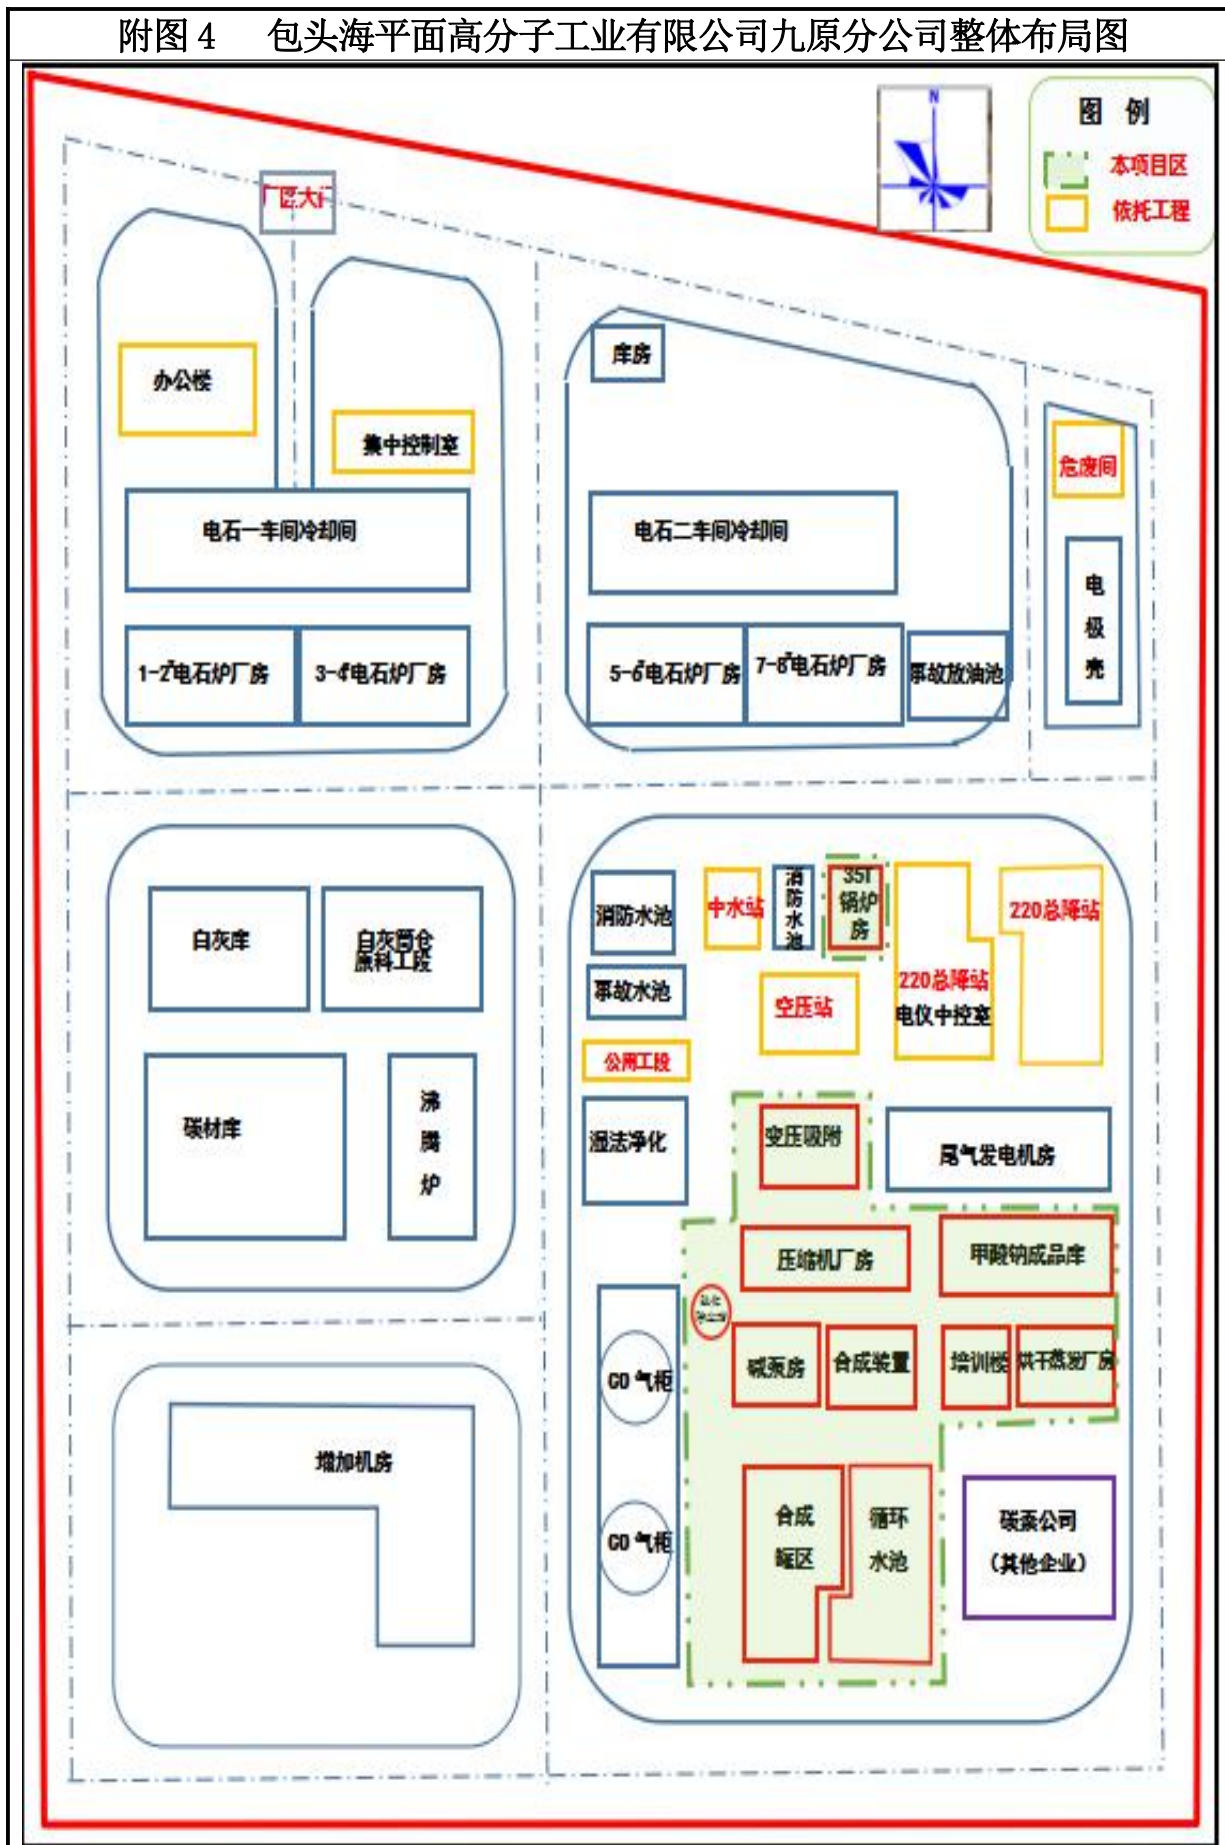 附图 4 包头海平面高分子工业有限公司九原分公司整体布局图
N
图 例
本项目区
依托工程
厂区大门
办公楼
集中控制室
库房
危废间
电石一车间冷却间
电石二车间冷却间
电
极
壳
1-2#电石炉厂房
3-4#电石炉厂房
5-6#电石炉厂房
7-8#电石炉厂房
事故放油池
白灰库
白灰筒仓
原料工段
消防水池
中水站
消
防
水
池
35T
锅炉
房
220总降站
电仪中控室
220总降站
事故水池
空压站
公用工段
碳材库
沸
腾
炉
湿法净化
变压吸附
尾气发电机房
压缩机厂房
甲酸钠成品库
碱泵房
合成装置
培训楼
烘干蒸发厂房
CO 气柜
CO 气柜
增加机房
合成
罐区
循环
水池
碳素公司
（其他企业）